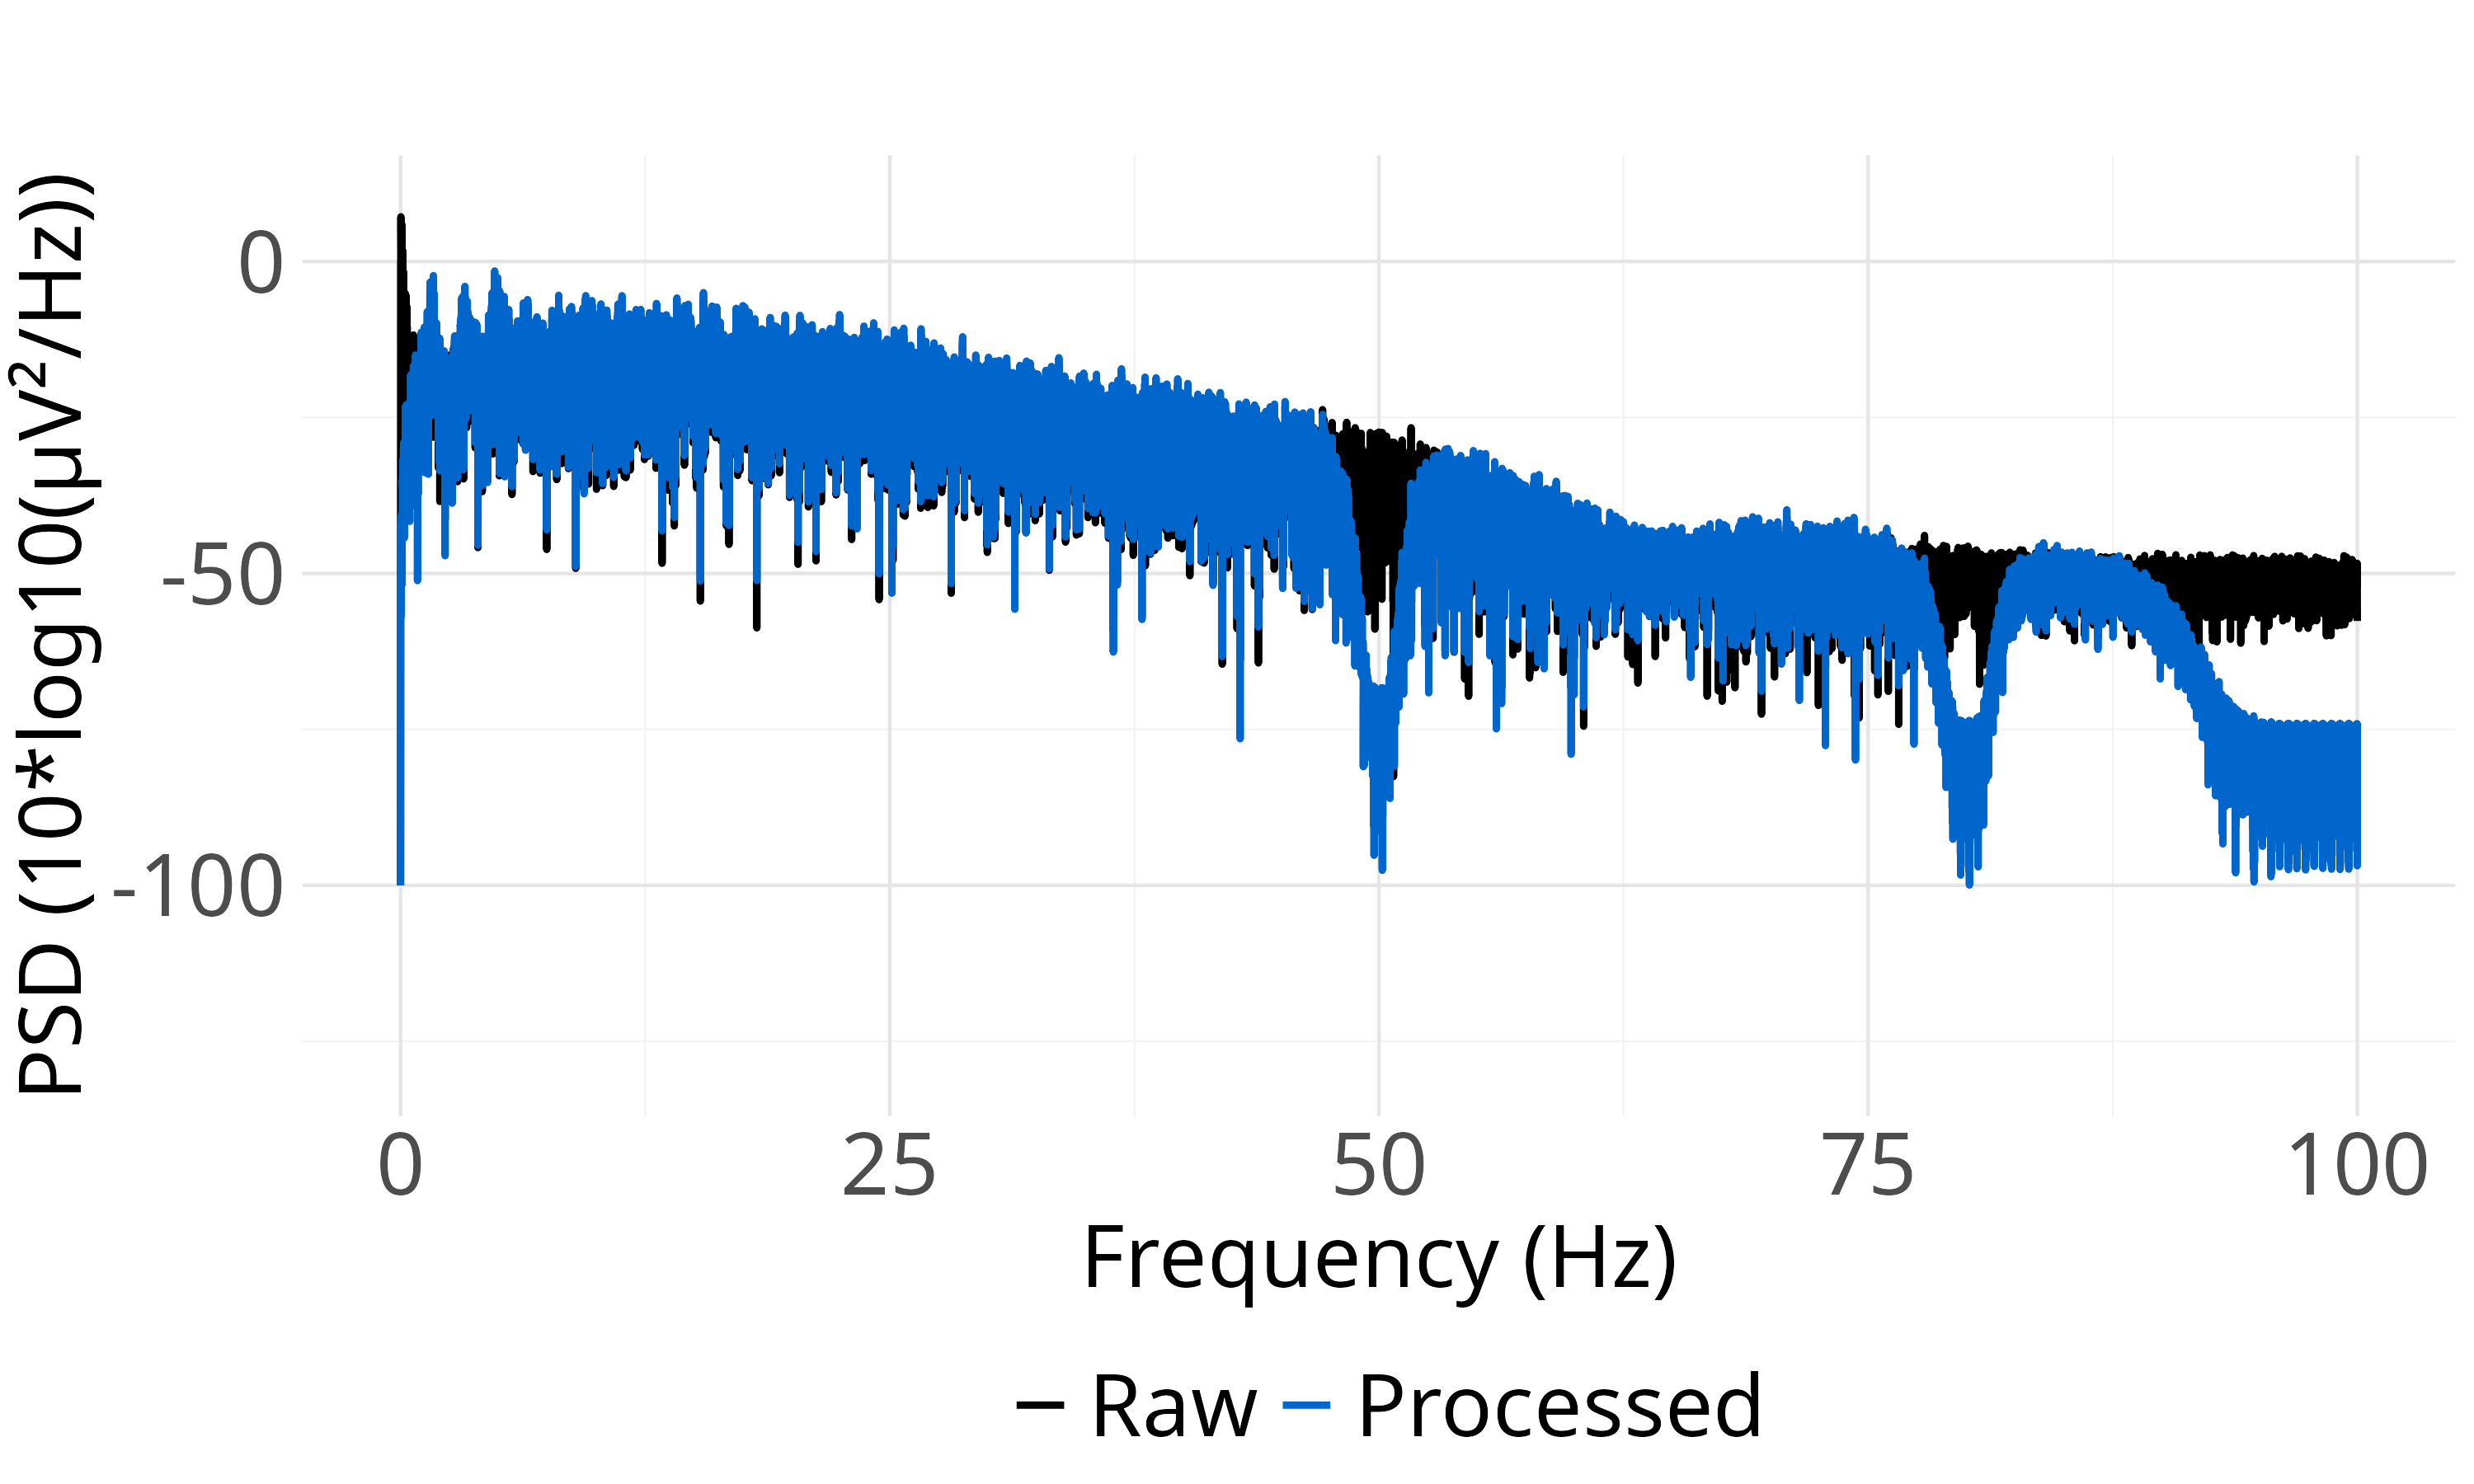 PSD (10*log10(µV²/Hz))
0
-50
-100
0 25 50 75 100
Frequency (Hz)
Raw Processed